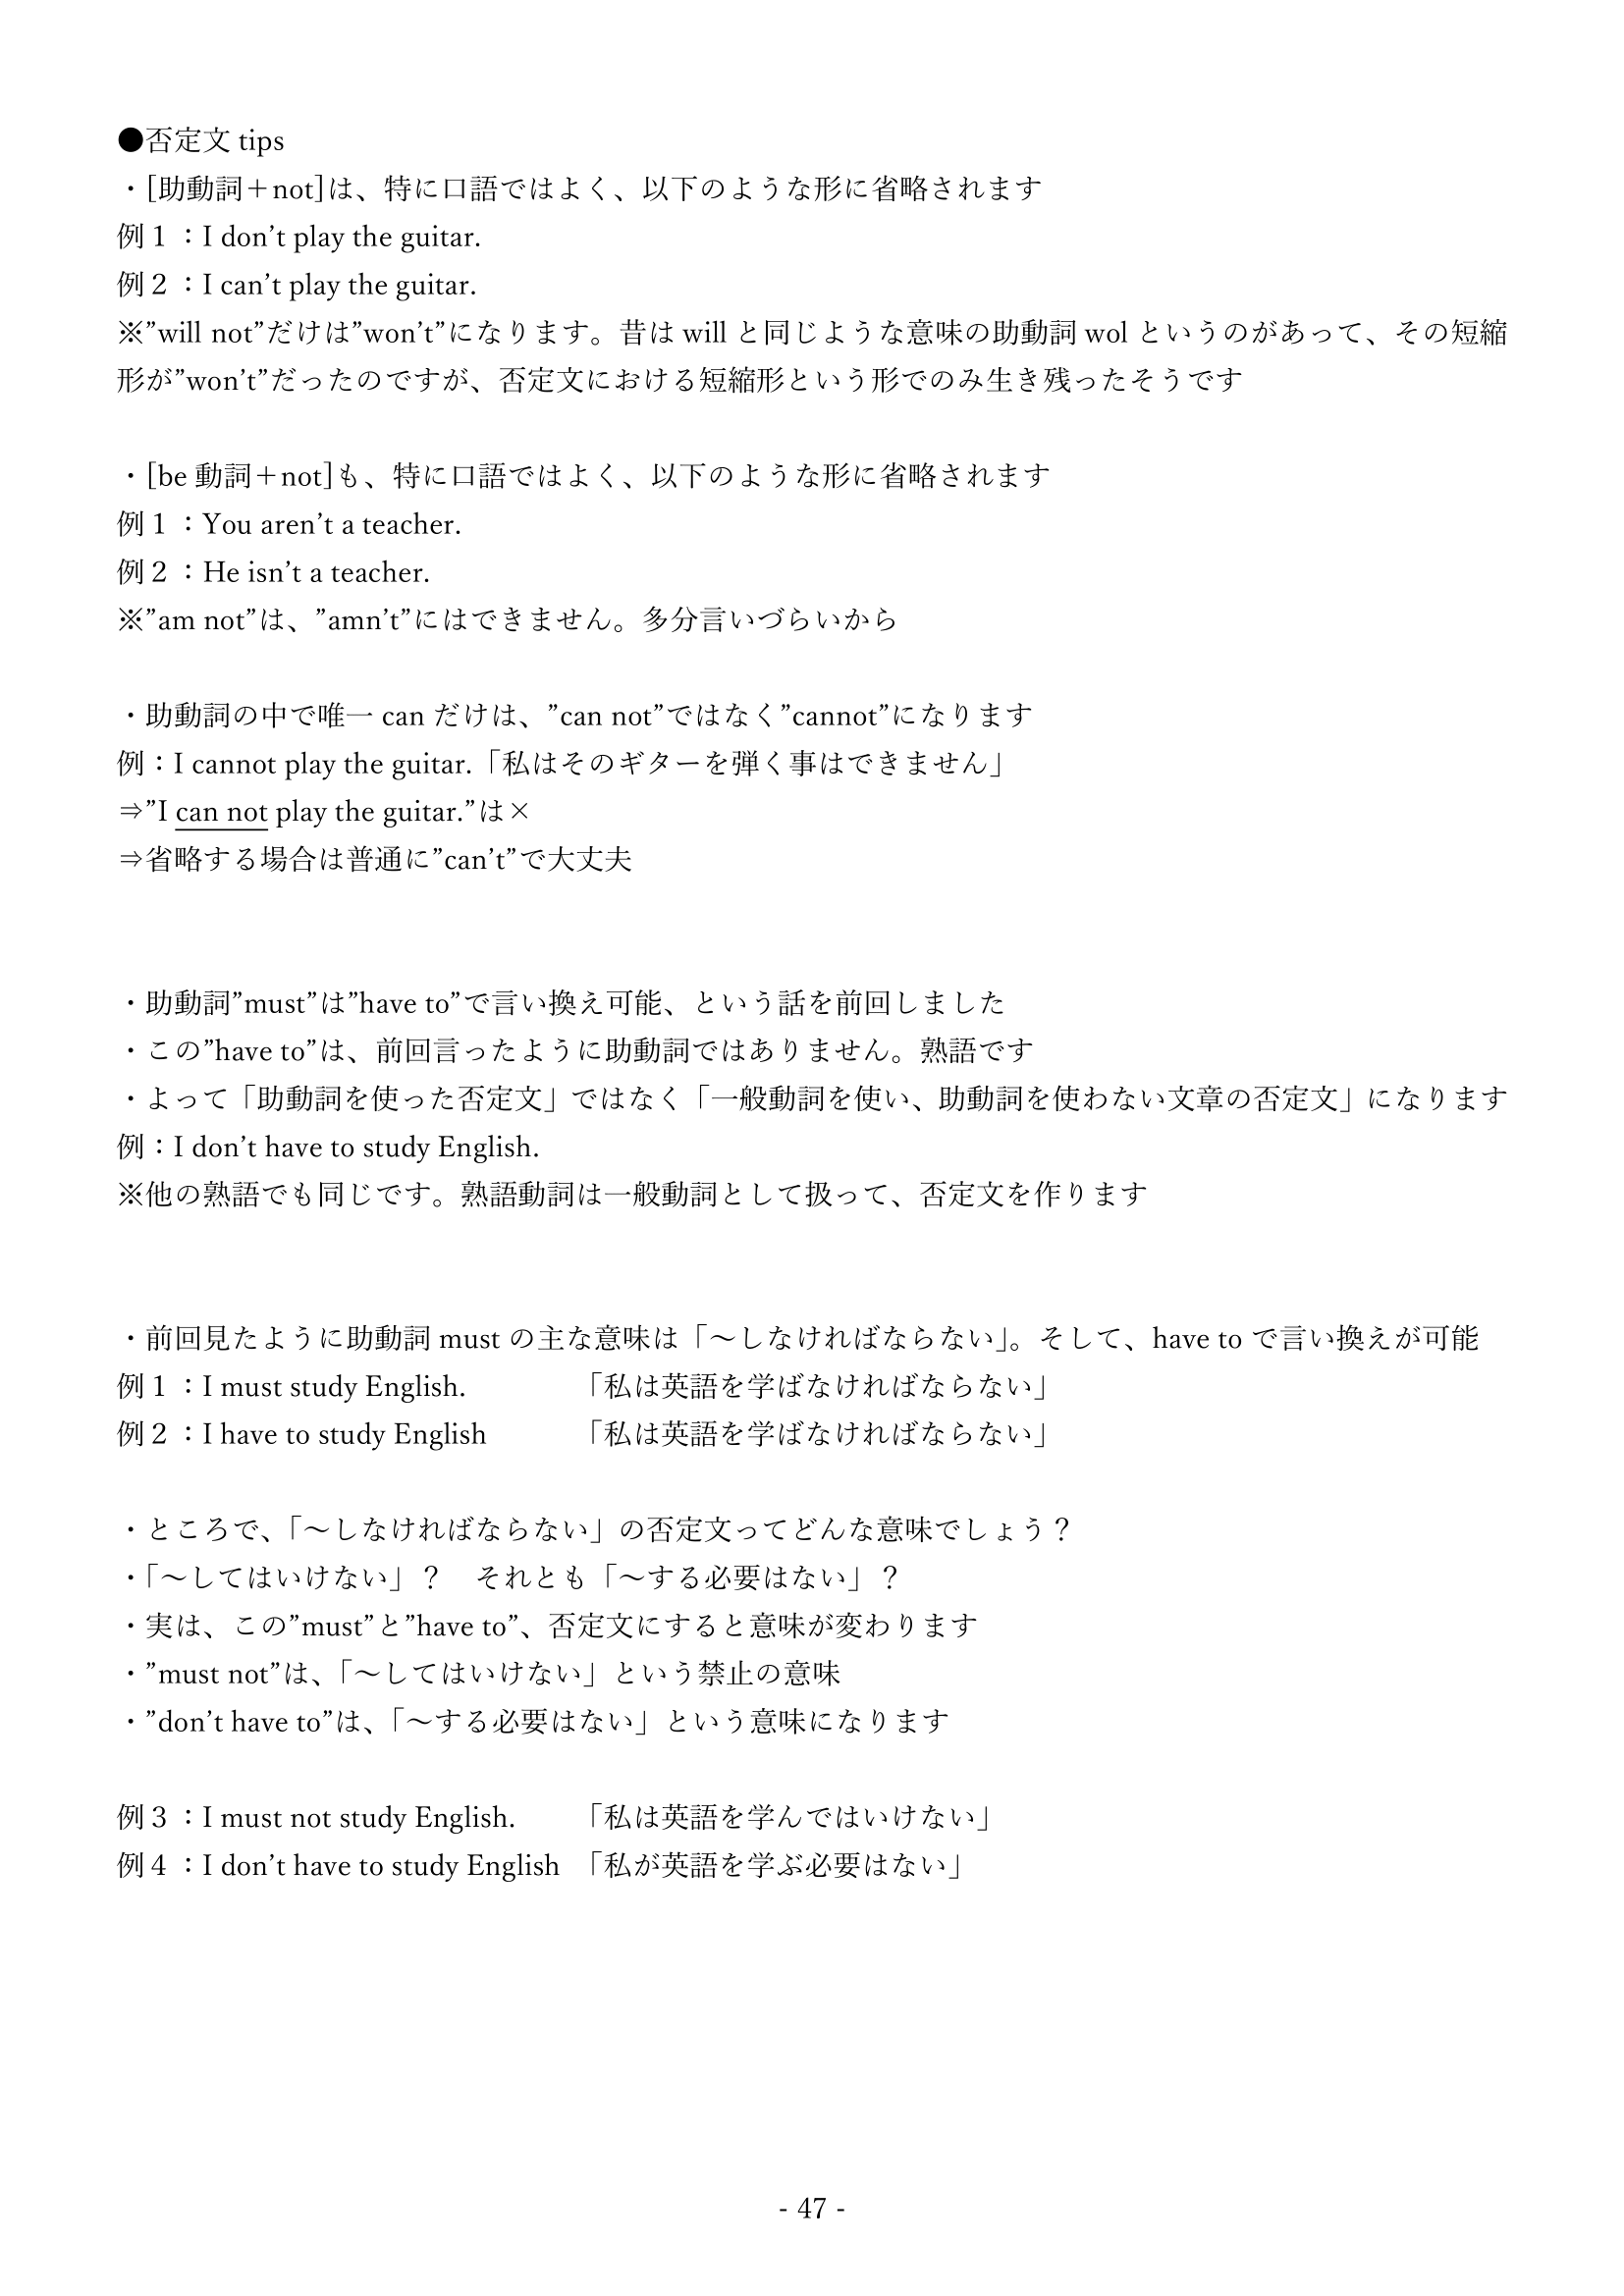 ●否定文 tips
・[助動詞＋not]は、特に口語ではよく、以下のような形に省略されます
例１：I don’t play the guitar.
例２：I can’t play the guitar.
※”will not”だけは”won’t”になります。昔は will と同じような意味の助動詞 wol というのがあって、その短縮
形が”won’t”だったのですが、否定文における短縮形という形でのみ生き残ったそうです
・[be 動詞＋not]も、特に口語ではよく、以下のような形に省略されます
例１：You aren’t a teacher.
例２：He isn’t a teacher.
※”am not”は、”amn’t”にはできません。多分言いづらいから
・助動詞の中で唯一 can だけは、”can not”ではなく”cannot”になります
例：I cannot play the guitar.「私はそのギターを弾く事はできません」
⇒”I can not play the guitar.”は×
⇒省略する場合は普通に”can’t”で大丈夫
・助動詞”must”は”have to”で言い換え可能、という話を前回しました
・この”have to”は、前回言ったように助動詞ではありません。熟語です
・よって「助動詞を使った否定文」ではなく「一般動詞を使い、助動詞を使わない文章の否定文」になります
例：I don’t have to study English.
※他の熟語でも同じです。熟語動詞は一般動詞として扱って、否定文を作ります
・前回見たように助動詞 must の主な意味は「～しなければならない」。そして、have to で言い換えが可能
例１：I must study English. 「私は英語を学ばなければならない」
例２：I have to study English 「私は英語を学ばなければならない」
・ところで、「～しなければならない」の否定文ってどんな意味でしょう？
・「～してはいけない」？　それとも「～する必要はない」？
・実は、この”must”と”have to”、否定文にすると意味が変わります
・”must not”は、「～してはいけない」という禁止の意味
・”don’t have to”は、「～する必要はない」という意味になります
例３：I must not study English. 「私は英語を学んではいけない」
例４：I don’t have to study English 「私が英語を学ぶ必要はない」
- 47 -